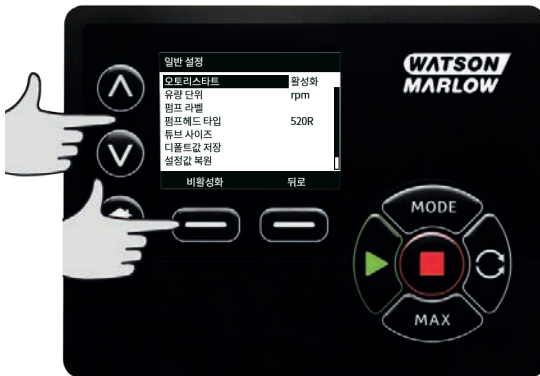 일반 설정
오토리스타트 활성화
유량 단위 rpm
펌프 라벨
펌프헤드 타입 520R
튜브 사이즈
디폴트값 저장
설정값 복원
비활성화 뒤로
WATSON
MARLOW
MODE
MAX